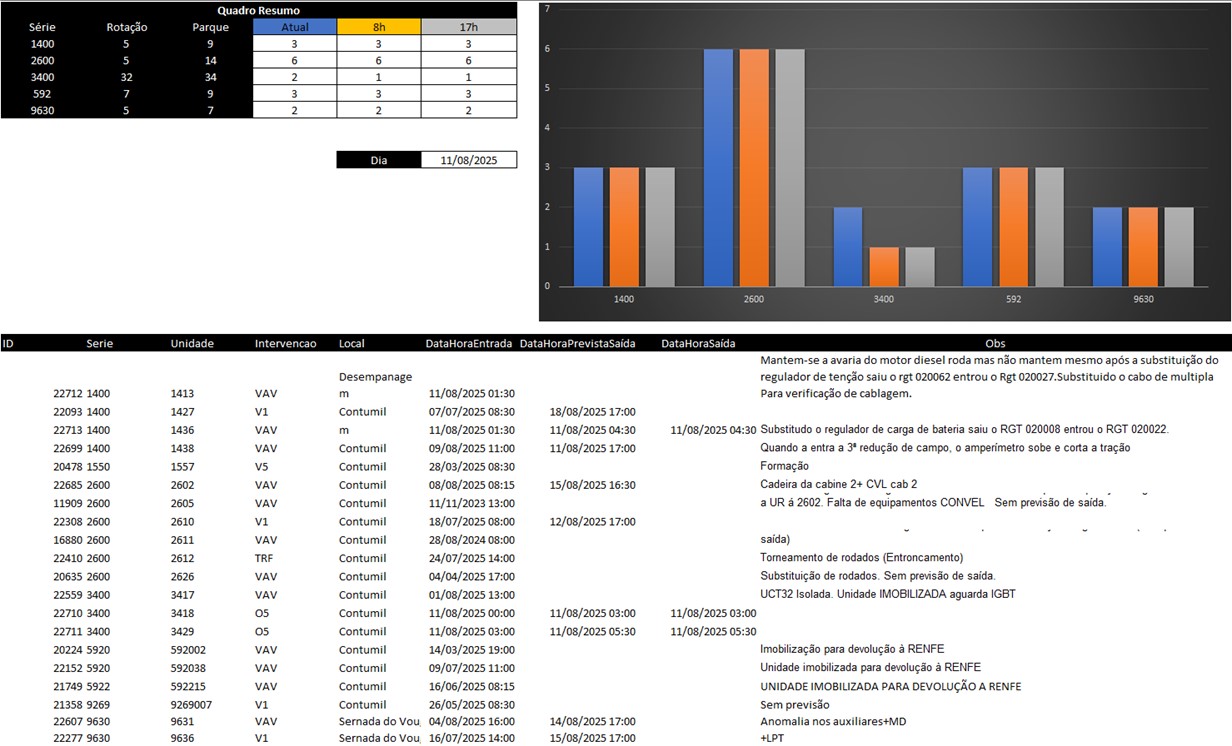 Quadro Resumo
Série Rotação Parque Atual 8h 17h
1400 5 9 3 3 3
2600 5 14 6 6 6
3400 32 34 2 1 1
592 7 9 3 3 3
9630 5 7 2 2 2
Dia 11/08/2025
7
6
5
4
3
2
1
0
1400 2600 3400 592 9630
ID Serie Unidade Intervencao Local DataHoraEntrada DataHoraPrevistaSaída DataHoraSaída Obs
Mantem-se a avaria do motor diesel roda mas não mantem mesmo após a substituição do
Desempanage regulador de tenção saiu o rgt 020062 entrou o Rgt 020027.Substituido o cabo de multipla
22712 1400 1413 VAV m 11/08/2025 01:30 Para verificação de cablagem.
22093 1400 1427 V1 Contumil 07/07/2025 08:30 18/08/2025 17:00
22713 1400 1436 VAV m 11/08/2025 01:30 11/08/2025 04:30 11/08/2025 04:30 Substitudo o regulador de carga de bateria saiu o RGT 020008 entrou o RGT 020022.
22699 1400 1438 VAV Contumil 09/08/2025 11:00 11/08/2025 17:00 Quando a entra a 3ª redução de campo, o amperímetro sobe e corta a tração
20478 1550 1557 V5 Contumil 28/03/2025 08:30 Formação
22685 2600 2602 VAV Contumil 08/08/2025 08:15 15/08/2025 16:30 Cadeira da cabine 2+ CVL cab 2
11909 2600 2605 VAV Contumil 11/11/2023 13:00 a UR á 2602. Falta de equipamentos CONVEL Sem previsão de saída.
22308 2600 2610 V1 Contumil 18/07/2025 08:00 12/08/2025 17:00
16880 2600 2611 VAV Contumil 28/08/2024 08:00 saída)
22410 2600 2612 TRF Contumil 24/07/2025 14:00 Torneamento de rodados (Entroncamento)
20635 2600 2626 VAV Contumil 04/04/2025 17:00 Substituição de rodados. Sem previsão de saída.
22559 3400 3417 VAV Contumil 01/08/2025 13:00 UCT32 Isolada. Unidade IMOBILIZADA aguarda IGBT
22710 3400 3418 O5 Contumil 11/08/2025 00:00 11/08/2025 03:00 11/08/2025 03:00
22711 3400 3429 O5 Contumil 11/08/2025 03:00 11/08/2025 05:30 11/08/2025 05:30
20224 5920 592002 VAV Contumil 14/03/2025 19:00 Imobilização para devolução á RENFE
22152 5920 592038 VAV Contumil 09/07/2025 11:00 Unidade imobilizada para devolução á RENFE
21749 5922 592215 VAV Contumil 16/06/2025 08:15 UNIDADE IMOBILIZADA PARA DEVOLUÇÃO A RENFE
21358 9269 9269007 V1 Contumil 26/05/2025 08:30 Sem previsão
22607 9630 9631 VAV Sernada do Vou 04/08/2025 16:00 14/08/2025 17:00 Anomalia nos auxiliares+MD
22277 9630 9636 V1 Sernada do Vou 16/07/2025 14:00 15/08/2025 17:00 +LPT